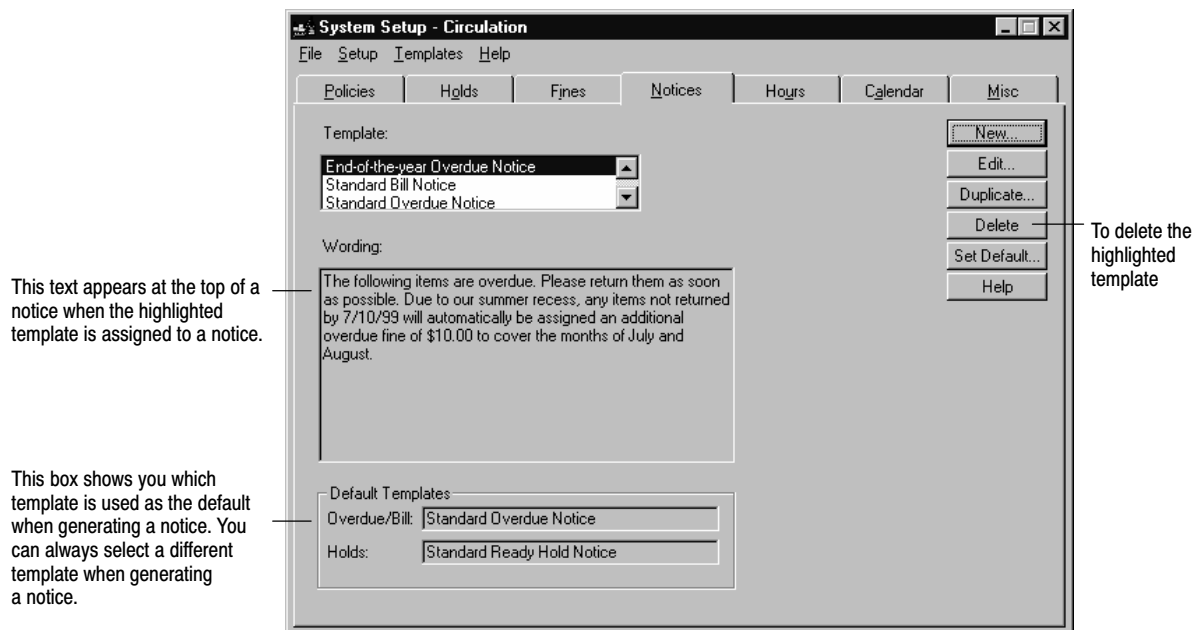 System Setup - Circulation
File Setup Templates Help
Policies Holds Fines Notices Hours Calendar Misc
Template:
End-of-the-year Overdue Notice
Standard Bill Notice
Standard Overdue Notice
New...
Edit...
Duplicate...
Delete
Set Default...
Help
To delete the
highlighted
template
Wording:
The following items are overdue. Please return them as soon
as possible. Due to our summer recess, any items not returned
by 7/10/99 will automatically be assigned an additional
overdue fine of $10.00 to cover the months of July and
August.
This text appears at the top of a
notice when the highlighted
template is assigned to a notice.
This box shows you which
template is used as the default
when generating a notice. You
can always select a different
template when generating
a notice.
Default Templates
Overdue/Bill: Standard Overdue Notice
Holds: Standard Ready Hold Notice